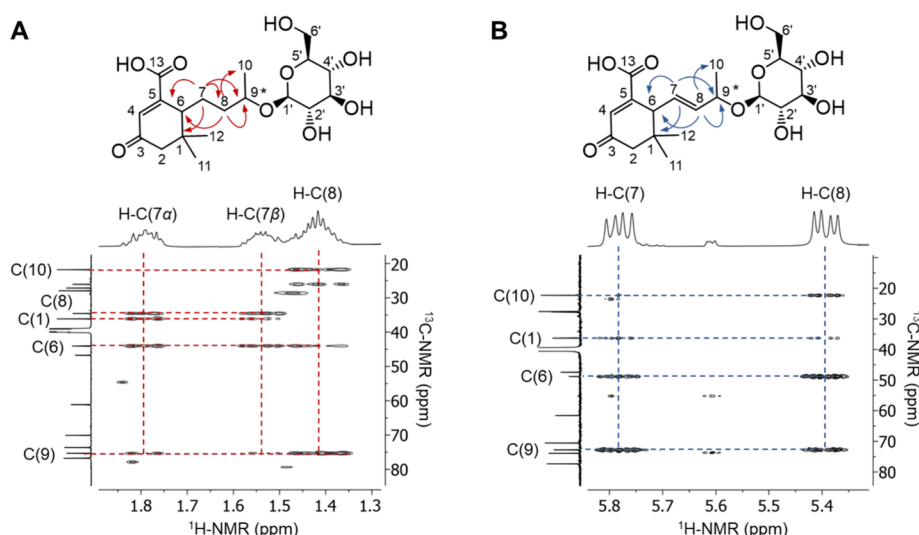 A
B
HO
O
13
5
4
6
3
O
2
1
7
8
10
9 *
12
11
O
1'
6'
OH
5'
O
4'
OH
3'
2'
OH
OH
HO
O
13
5
4
6
3
O
2
1
7
8
10
9 *
12
11
O
1'
6'
OH
5'
O
4'
OH
3'
2'
OH
OH
H-C(7α)
H-C(7β)
H-C(8)
C(10)
C(8)
C(1)
C(6)
C(9)
20
30
40
50
60
70
80
13C-NMR (ppm)
1.8 1.7 1.6 1.5 1.4 1.3
1H-NMR (ppm)
H-C(7)
H-C(8)
C(10)
C(1)
C(6)
C(9)
20
30
40
50
60
70
80
13C-NMR (ppm)
5.8 5.7 5.6 5.5 5.4
1H-NMR (ppm)